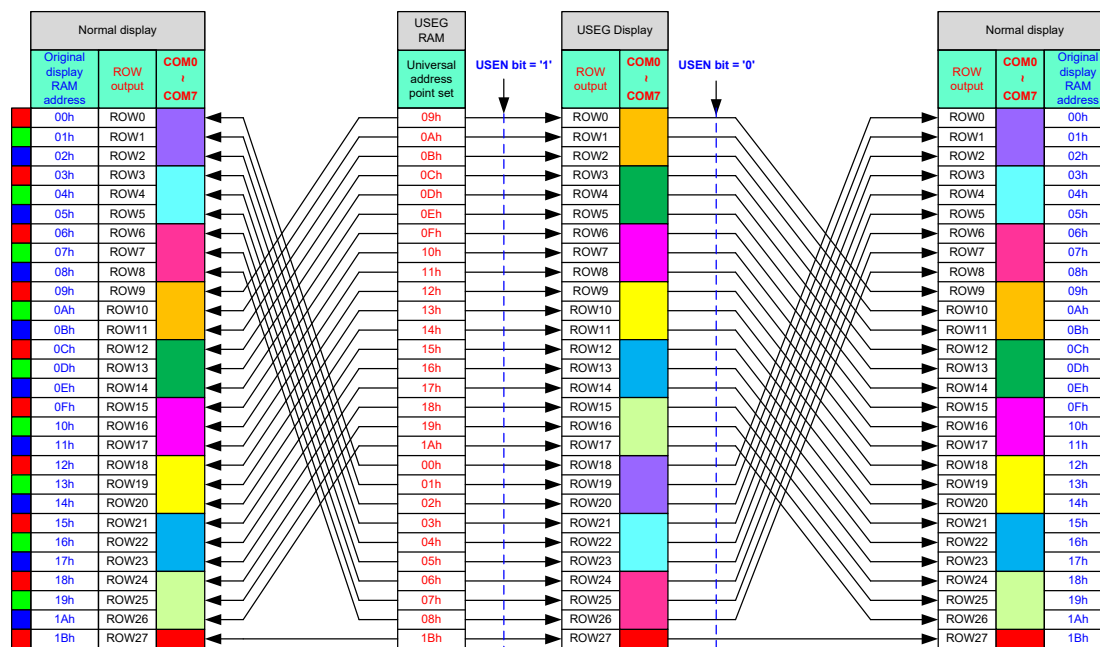 Normal display
USEG RAM
USEG Display
Normal display
Original display RAM address
ROW output
COM0 ~ COM7
Universal address point set
USEN bit = '1'
ROW output
COM0 ~ COM7
USEN bit = '0'
ROW output
COM0 ~ COM7
Original display RAM address
00h ROW0 09h ROW0 ROW0 00h
01h ROW1 0Ah ROW1 ROW1 01h
02h ROW2 0Bh ROW2 ROW2 02h
03h ROW3 0Ch ROW3 ROW3 03h
04h ROW4 0Dh ROW4 ROW4 04h
05h ROW5 0Eh ROW5 ROW5 05h
06h ROW6 0Fh ROW6 ROW6 06h
07h ROW7 10h ROW7 ROW7 07h
08h ROW8 11h ROW8 ROW8 08h
09h ROW9 12h ROW9 ROW9 09h
0Ah ROW10 13h ROW10 ROW10 0Ah
0Bh ROW11 14h ROW11 ROW11 0Bh
0Ch ROW12 15h ROW12 ROW12 0Ch
0Dh ROW13 16h ROW13 ROW13 0Dh
0Eh ROW14 17h ROW14 ROW14 0Eh
0Fh ROW15 18h ROW15 ROW15 0Fh
10h ROW16 19h ROW16 ROW16 10h
11h ROW17 1Ah ROW17 ROW17 11h
12h ROW18 00h ROW18 ROW18 12h
13h ROW19 01h ROW19 ROW19 13h
14h ROW20 02h ROW20 ROW20 14h
15h ROW21 03h ROW21 ROW21 15h
16h ROW22 04h ROW22 ROW22 16h
17h ROW23 05h ROW23 ROW23 17h
18h ROW24 06h ROW24 ROW24 18h
19h ROW25 07h ROW25 ROW25 19h
1Ah ROW26 08h ROW26 ROW26 1Ah
1Bh ROW27 1Bh ROW27 ROW27 1Bh